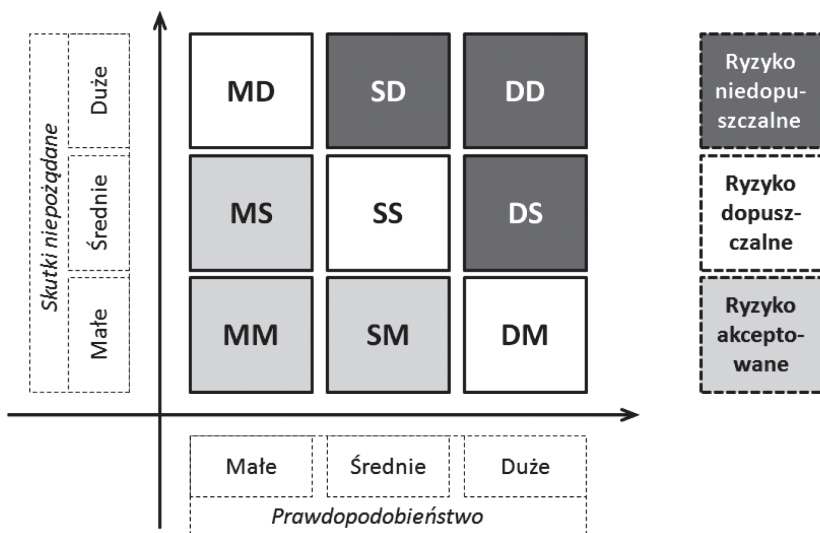 Skutki niepożądane
Duże
Średnie
Małe
MD
SD
DD
MS
SS
DS
MM
SM
DM
Małe
Średnie
Duże
Prawdopodobieństwo
Ryzyko
niedopu-
szczalne
Ryzyko
dopusz-
czalne
Ryzyko
akcepto-
wane